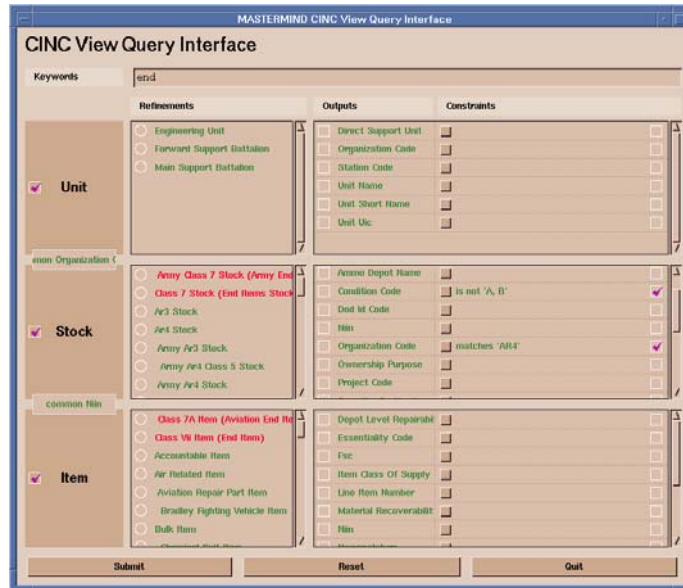 MASTERMIND CINC View Query Interface
CINC View Query Interface
Keywords
end
Refinements
Outputs
Constraints
Unit
Engineering Unit
Forward Support Battalion
Main Support Battalion
Direct Support Unit
Organization Code
Station Code
Unit Name
Unit Short Name
Unit Uic
mon Organization C
Stock
Army Class 7 Stock (Army End
Class 7 Stock (End Items Stock
Ar3 Stock
Ar4 Stock
Army Ar3 Stock
Army Ar4 Class 5 Stock
Army Ar4 Stock
Ammo Depot Name
Condition Code is not 'A, B'
Dod Id Code
Niin
Organization Code matches 'AR4'
Ownership Purpose
Project Code
common Niin
Item
Class 7A Item (Aviation End Ite
Class Vii Item (End Item)
Accountable Item
Air Related Item
Aviation Repair Part Item
Bradley Fighting Vehicle Item
Bulk Item
Depot Level Repairabl
Essentiality Code
Fsc
Item Class Of Supply
Line Item Number
Material Recoverabilit
Niin
Submit
Reset
Quit